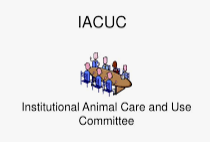 IACUC
Institutional Animal Care and Use
Committee